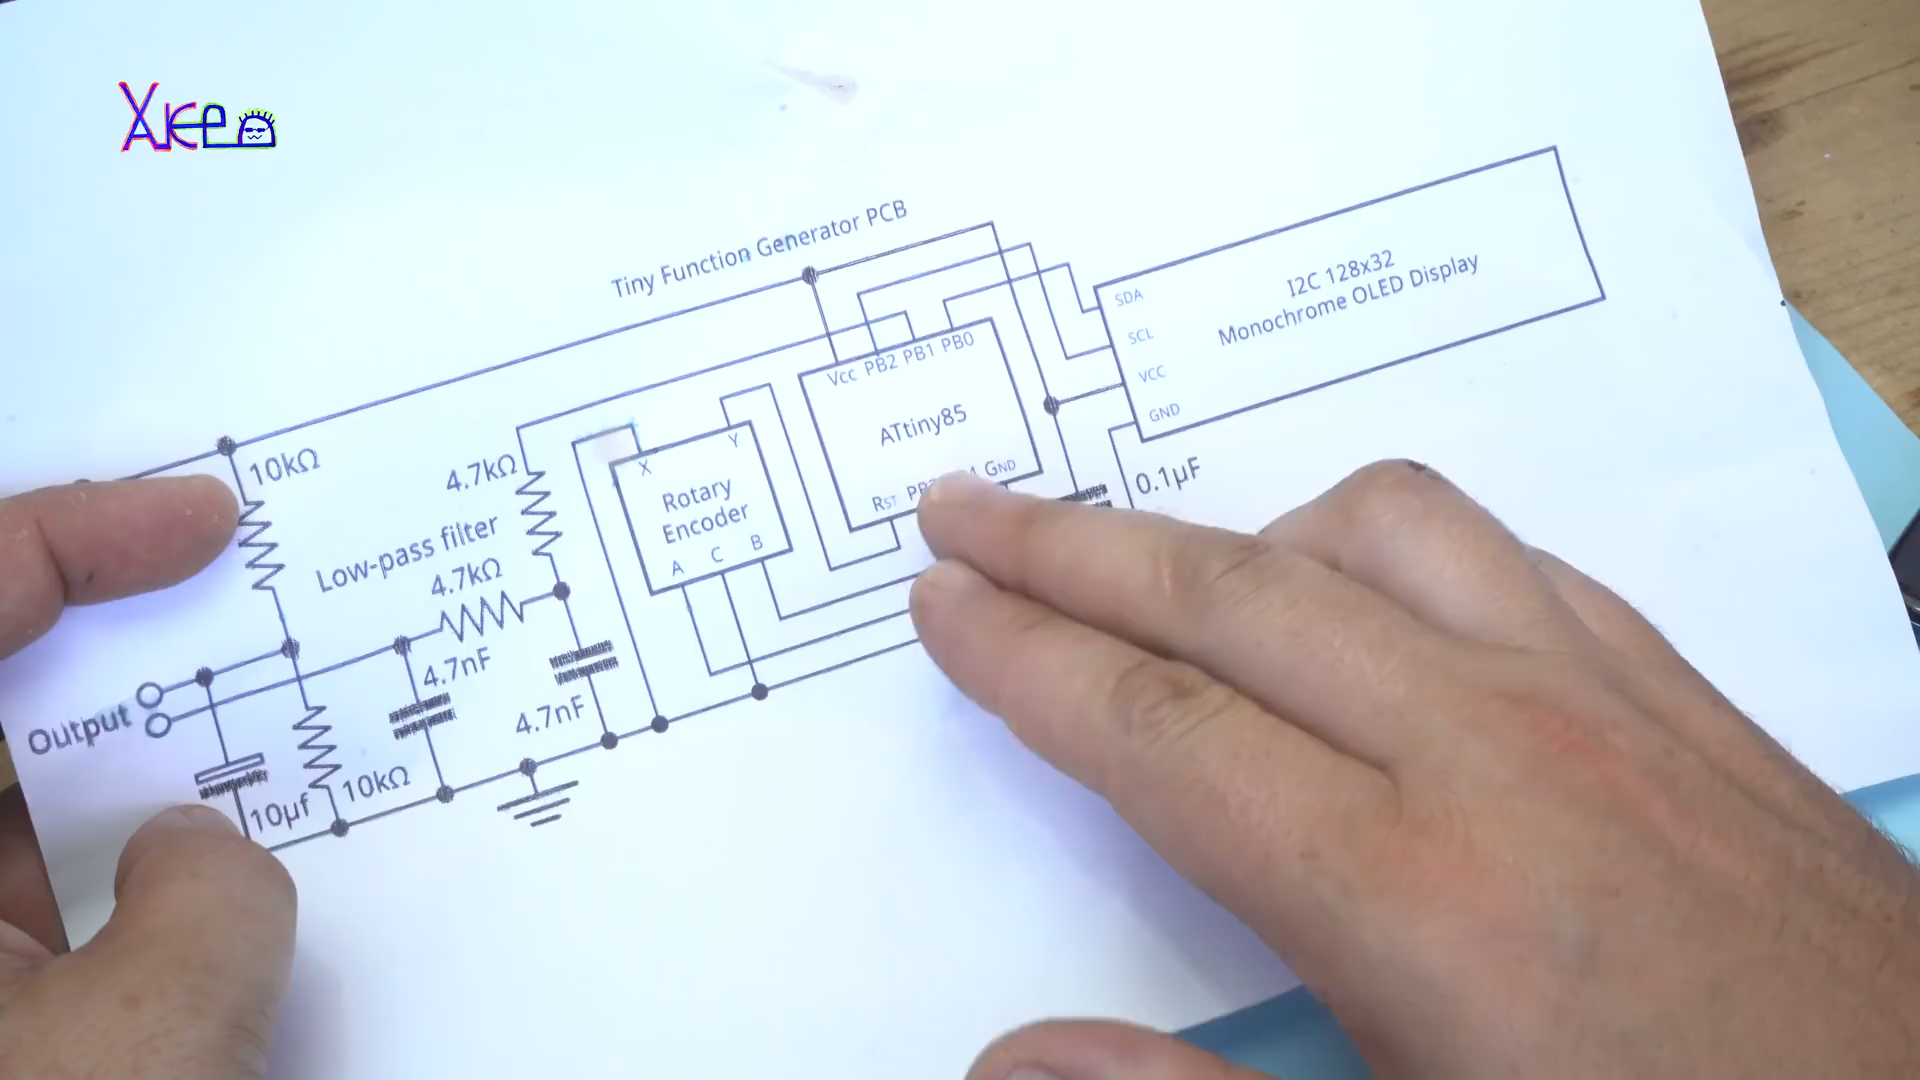 Tiny Function Generator PCB
I2C 128x32
Monochrome OLED Display
SDA
SCL
VCC
GND
Vcc PB2 PB1 PB0
ATtiny85
RST
GND
0.1µF
10kΩ
4.7kΩ
Low-pass filter
4.7kΩ
4.7nF
4.7nF
X
Y
Rotary
Encoder
A C B
Output
10µf
10kΩ